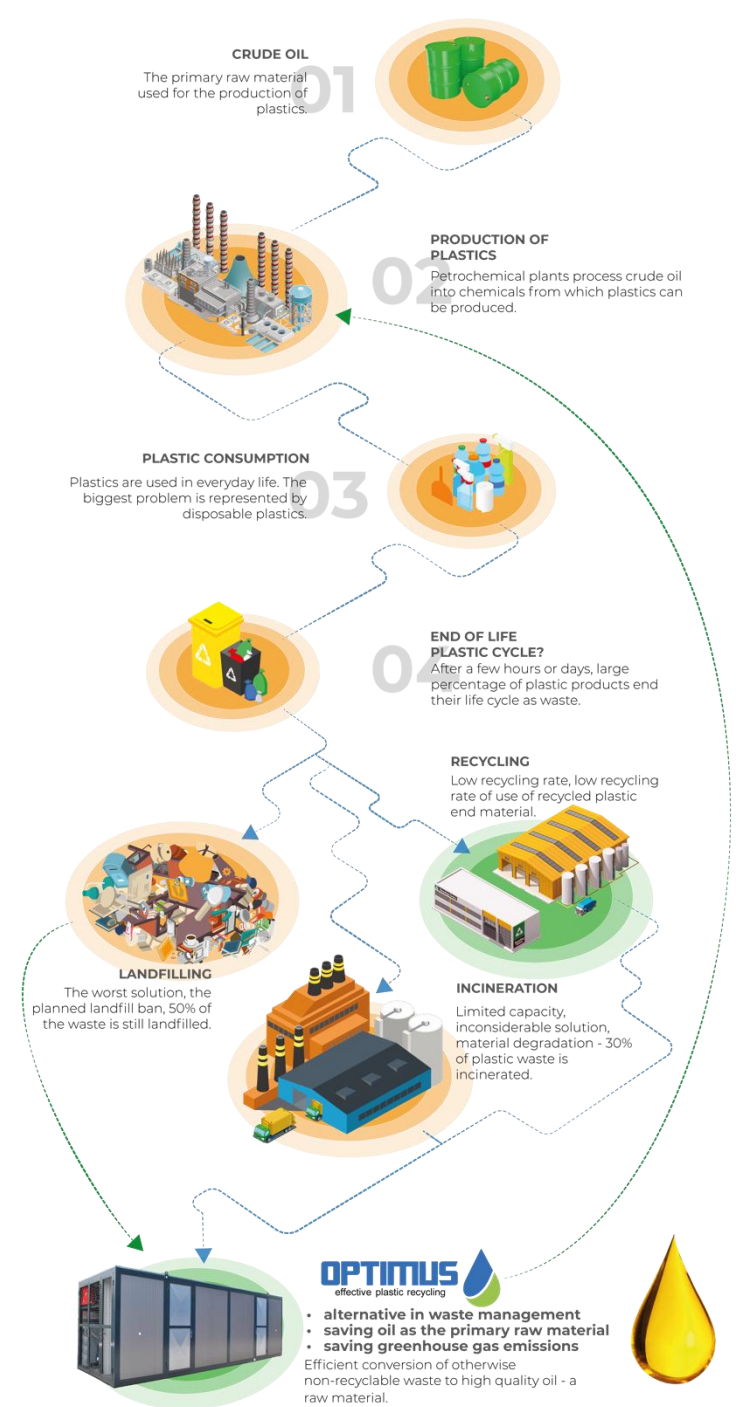 CRUDE OIL
01
The primary raw material
used for the production of
plastics.
PRODUCTION OF
PLASTICS
02
Petrochemical plants process crude oil
into chemicals from which plastics can
be produced.
PLASTIC CONSUMPTION
03
Plastics are used in everyday life. The
biggest problem is represented by
disposable plastics.
END OF LIFE
PLASTIC CYCLE?
04
After a few hours or days, large
percentage of plastic products end
their life cycle as waste.
RECYCLING
Low recycling rate, low recycling
rate of use of recycled plastic
end material.
LANDFILLING
The worst solution, the
planned landfill ban, 50% of
the waste is still landfilled.
INCINERATION
Limited capacity,
inconsiderable solution,
material degradation - 30%
of plastic waste is
incinerated.
OPTIMUS
effective plastic recycling
• alternative in waste management
• saving oil as the primary raw material
• saving greenhouse gas emissions
Efficient conversion of otherwise
non-recyclable waste to high quality oil - a
raw material.